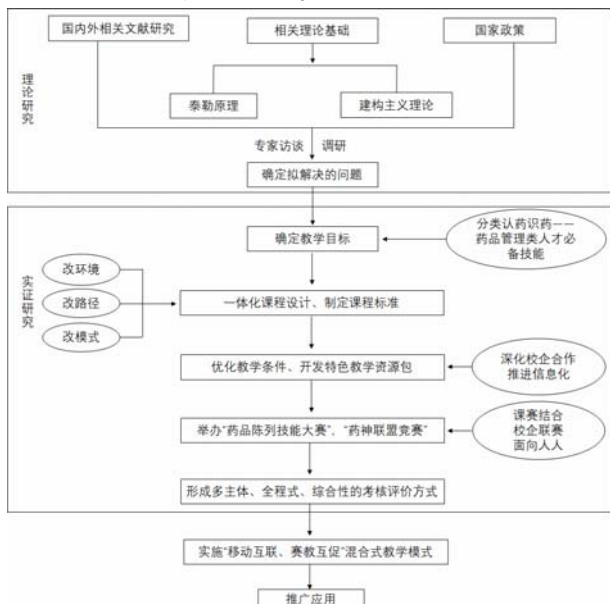 国内外相关文献研究
相关理论基础
国家政策
理论研究
泰勒原理
建构主义理论
专家访谈 调研
确定拟解决的问题
实证研究
确定教学目标
分类认药识药——
药品管理类人才必
备技能
改环境
改路径
改模式
一体化课程设计、制定课程标准
优化教学条件、开发特色教学资源包
深化校企合作
推进信息化
举办“药品陈列技能大赛”、“药神联盟竞赛”
课赛结合
校企联赛
面向人人
形成多主体、全程式、综合性的考核评价方式
实施“移动互联、赛教互促”混合式教学模式
推广应用